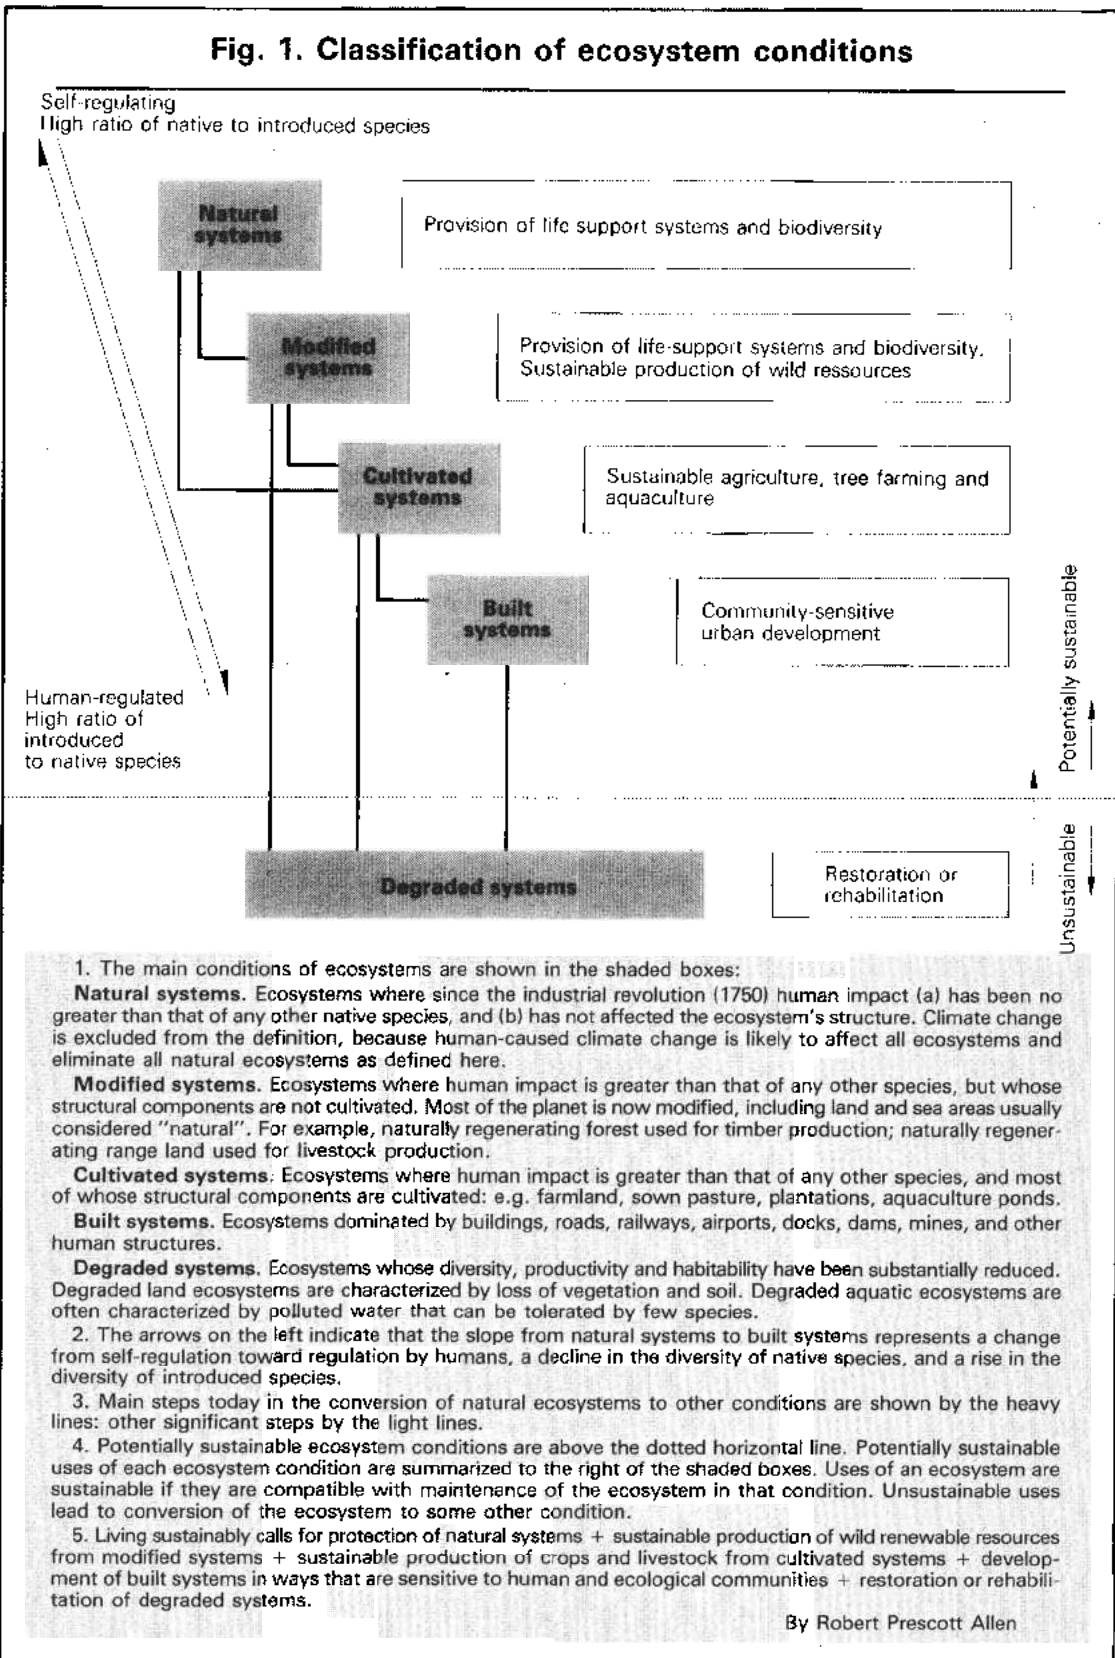 Fig. 1. Classification of ecosystem conditions
Self-regulating
High ratio of native to introduced species
Natural
systems
Provision of life support systems and biodiversity
Modified
systems
Provision of life-support systems and biodiversity.
Sustainable production of wild ressources
Cultivated
systems
Sustainable agriculture, tree farming and
aquaculture
Built
systems
Community-sensitive
urban development
Human-regulated
High ratio of
introduced
to native species
Potentially sustainable
Unsustainable
Degraded systems
Restoration or
rehabilitation
1. The main conditions of ecosystems are shown in the shaded boxes:
Natural systems. Ecosystems where since the industrial revolution (1750) human impact (a) has been no
greater than that of any other native species, and (b) has not affected the ecosystem's structure. Climate change
is excluded from the definition, because human-caused climate change is likely to affect all ecosystems and
eliminate all natural ecosystems as defined here.
Modified systems. Ecosystems where human impact is greater than that of any other species, but whose
structural components are not cultivated. Most of the planet is now modified, including land and sea areas usually
considered "natural". For example, naturally regenerating forest used for timber production; naturally regener-
ating range land used for livestock production.
Cultivated systems. Ecosystems where human impact is greater than that of any other species, and most
of whose structural components are cultivated: e.g. farmland, sown pasture, plantations, aquaculture ponds.
Built systems. Ecosystems dominated by buildings, roads, railways, airports, docks, dams, mines, and other
human structures.
Degraded systems. Ecosystems whose diversity, productivity and habitability have been substantially reduced.
Degraded land ecosystems are characterized by loss of vegetation and soil. Degraded aquatic ecosystems are
often characterized by polluted water that can be tolerated by few species.
2. The arrows on the left indicate that the slope from natural systems to built systems represents a change
from self-regulation toward regulation by humans, a decline in the diversity of native species, and a rise in the
diversity of introduced species.
3. Main steps today in the conversion of natural ecosystems to other conditions are shown by the heavy
lines: other significant steps by the light lines.
4. Potentially sustainable ecosystem conditions are above the dotted horizontal line. Potentially sustainable
uses of each ecosystem condition are summarized to the right of the shaded boxes. Uses of an ecosystem are
sustainable if they are compatible with maintenance of the ecosystem in that condition. Unsustainable uses
lead to conversion of the ecosystem to some other condition.
5. Living sustainably calls for protection of natural systems + sustainable production of wild renewable resources
from modified systems + sustainable production of crops and livestock from cultivated systems + develop-
ment of built systems in ways that are sensitive to human and ecological communities + restoration or rehabili-
tation of degraded systems.
By Robert Prescott Allen